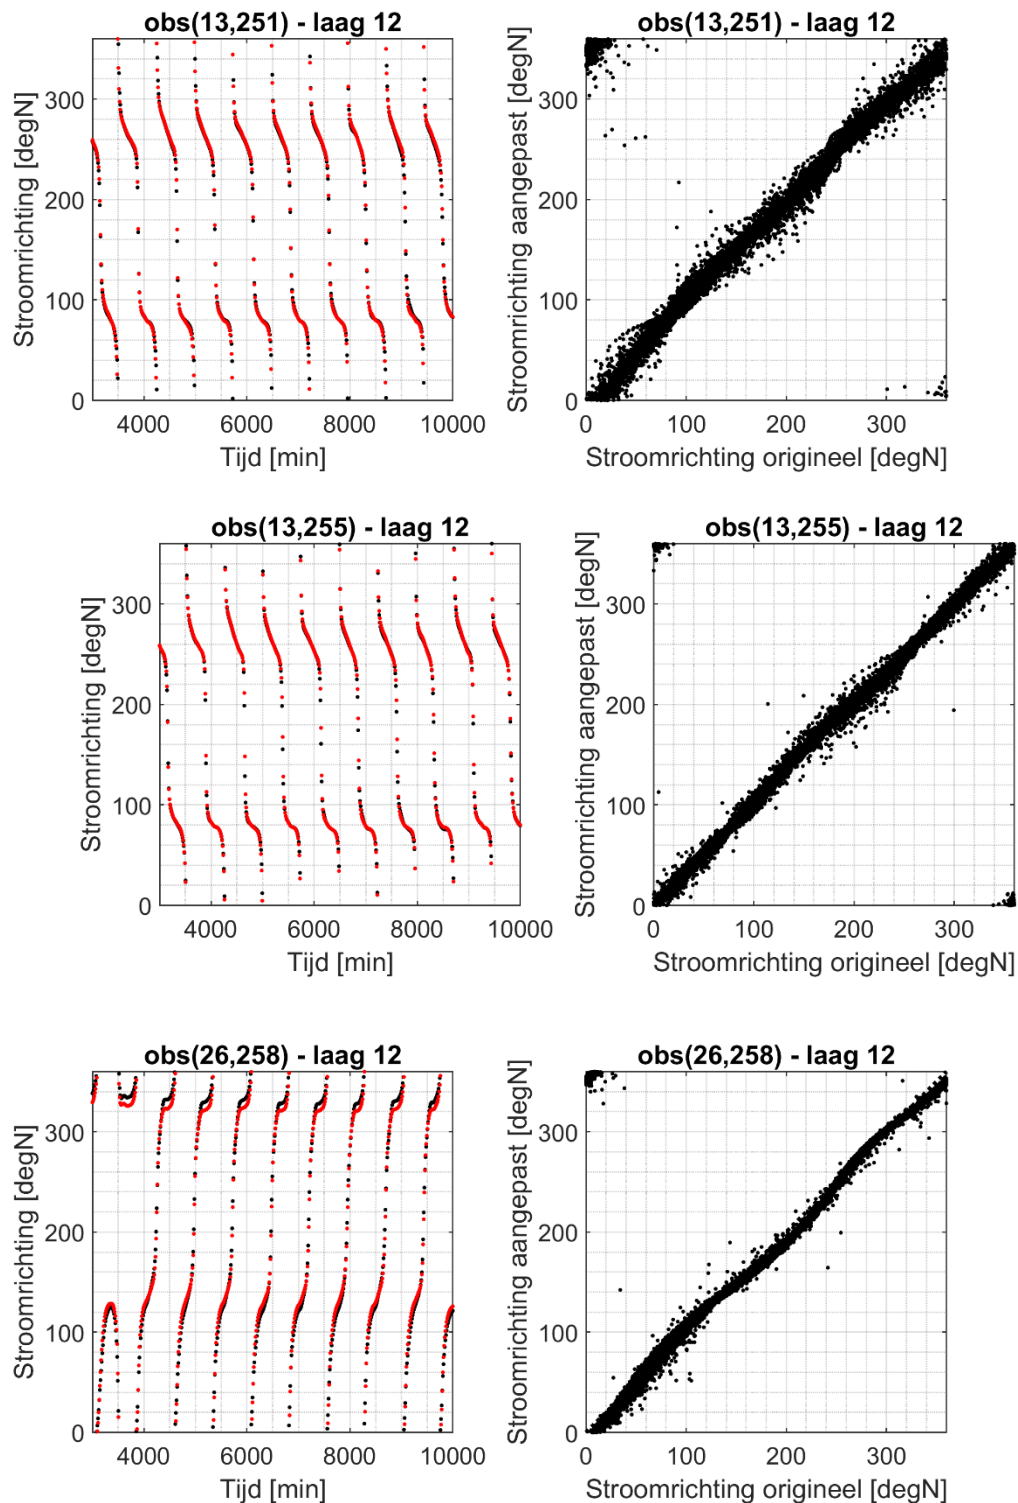 obs(13,251) - laag 12
Stroomrichting [degN]
300
200
100
0
4000 6000 8000 10000
Tijd [min]
obs(13,251) - laag 12
Stroomrichting aangepast [degN]
300
200
100
0
0 100 200 300
Stroomrichting origineel [degN]
obs(13,255) - laag 12
Stroomrichting [degN]
300
200
100
0
4000 6000 8000 10000
Tijd [min]
obs(13,255) - laag 12
Stroomrichting aangepast [degN]
300
200
100
0
0 100 200 300
Stroomrichting origineel [degN]
obs(26,258) - laag 12
Stroomrichting [degN]
300
200
100
0
4000 6000 8000 10000
Tijd [min]
obs(26,258) - laag 12
Stroomrichting aangepast [degN]
300
200
100
0
0 100 200 300
Stroomrichting origineel [degN]